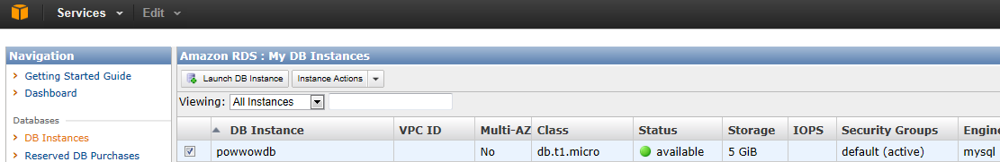 Services Edit
Navigation
Getting Started Guide
Dashboard
Databases
DB Instances
Reserved DB Purchases
Amazon RDS : My DB Instances
Launch DB Instance Instance Actions
Viewing: All Instances
DB Instance VPC ID Multi-AZ Class Status Storage IOPS Security Groups Engine
powwowdb No db.t1.micro available 5 GiB default (active) mysql